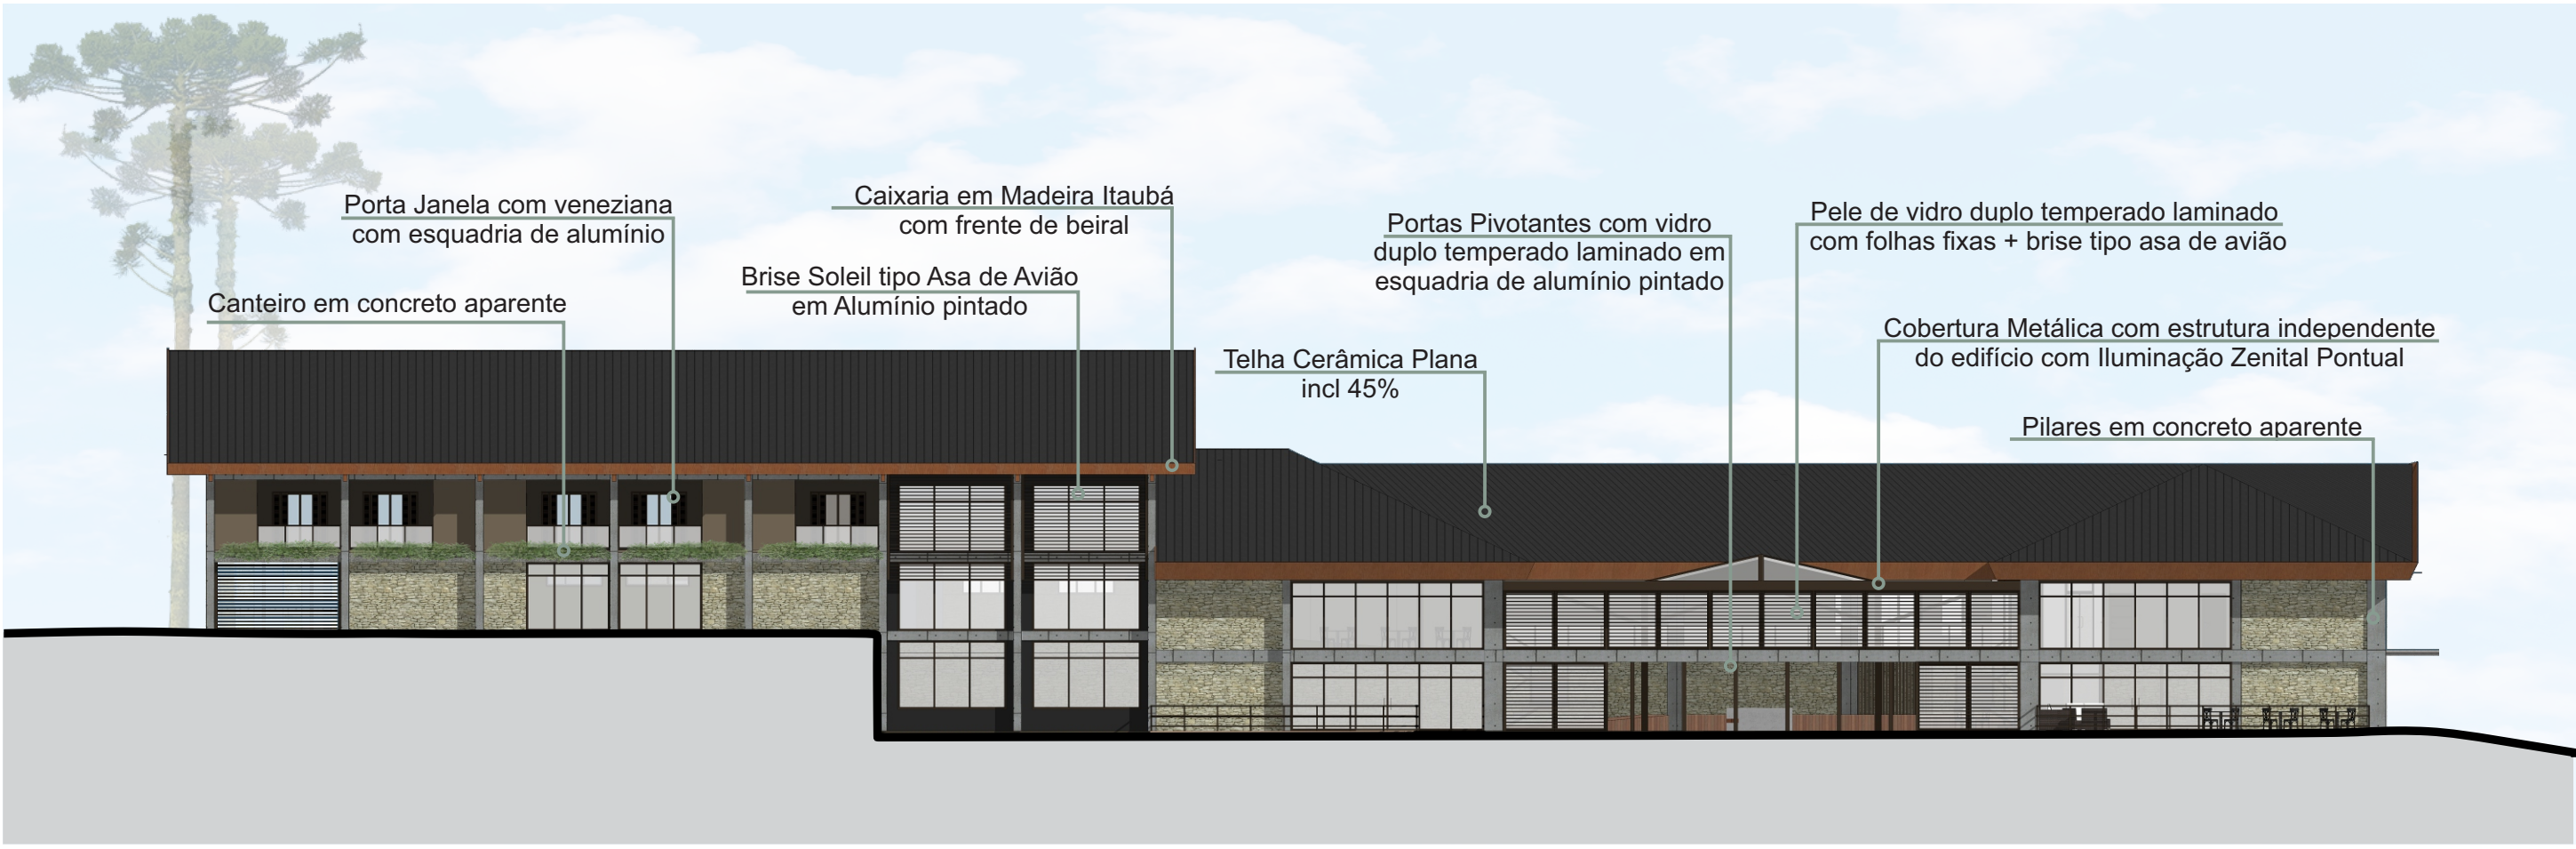 Porta Janela com veneziana
com esquadria de alumínio
Canteiro em concreto aparente
Caixaria em Madeira Itaubá
com frente de beiral
Brise Soleil tipo Asa de Avião
em Alumínio pintado
Telha Cerâmica Plana
incl 45%
Portas Pivotantes com vidro
duplo temperado laminado em
esquadria de alumínio pintado
Pele de vidro duplo temperado laminado
com folhas fixas + brise tipo asa de avião
Cobertura Metálica com estrutura independente
do edifício com Iluminação Zenital Pontual
Pilares em concreto aparente